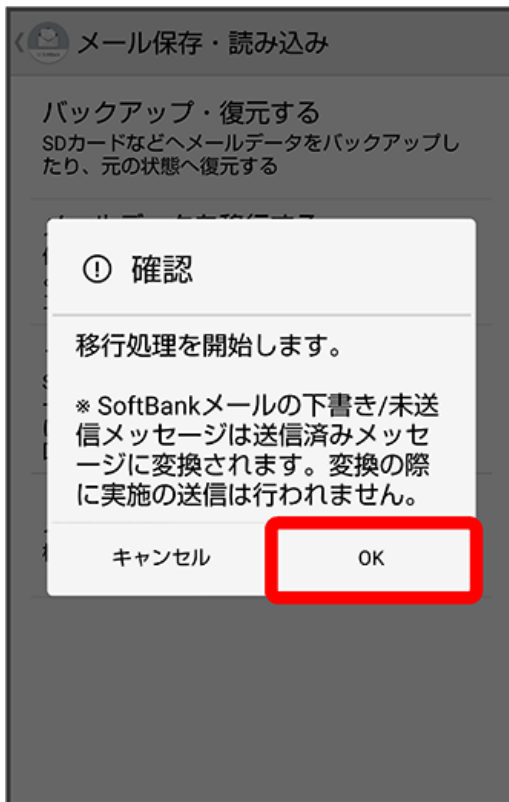 メール保存・読み込み
バックアップ・復元する
SDカードなどへメールデータをバックアップし
たり、元の状態へ復元する
確認
移行処理を開始します。
※ SoftBankメールの下書き/未送
信メッセージは送信済みメッセ
ージに変換されます。変換の際
に実施の送信は行われません。
キャンセル
OK